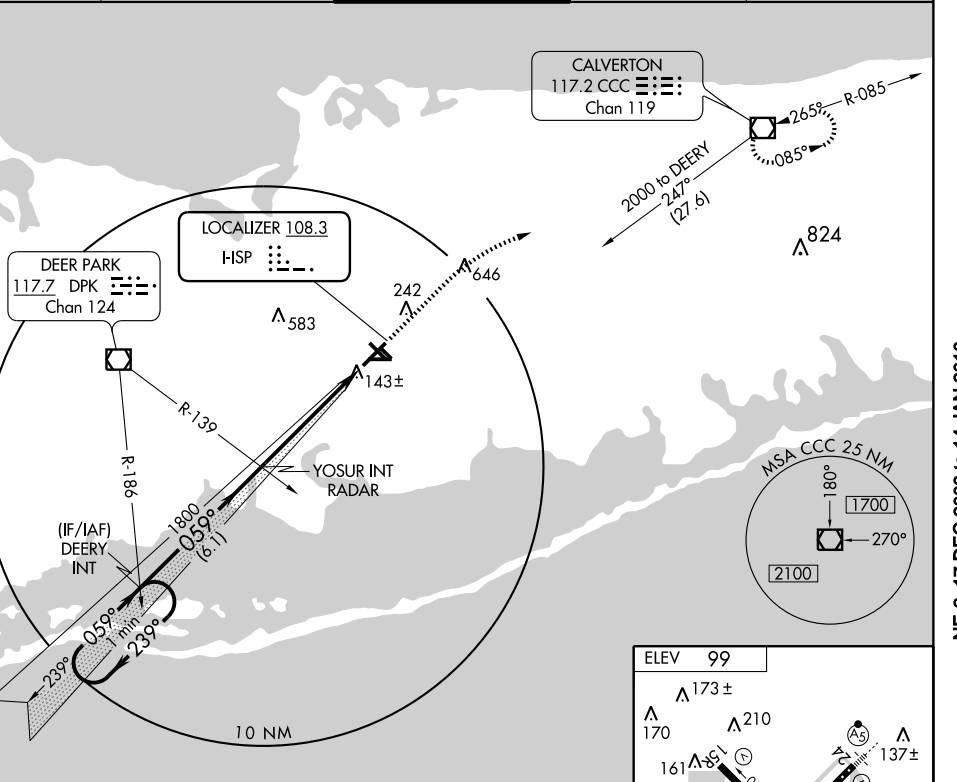 CALVERTON
117.2 CCC
Chan 119
265°
R-085
085°
2000 to DEERY
247°
(27.6)
824
LOCALIZER 108.3
I-ISP
646
DEER PARK
117.7 DPK
Chan 124
242
583
143±
R-139
R-186
YOSUR INT
RADAR
MSA CCC 25 NM
180°
1700
270°
2100
1800
059°
(6.1)
(IF/IAF)
DEERY
INT
059°
1 min
239°
239°
10 NM
ELEV 99
173±
170
210
A5
137±
161
15R
V
24